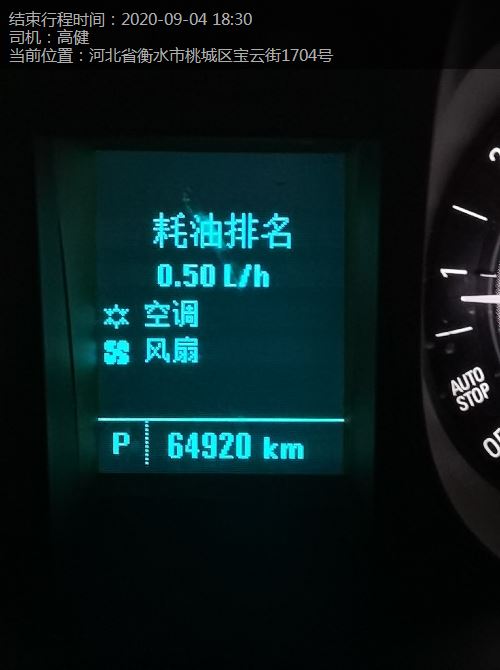 结束行程时间：2020-09-04 18:30
司机：高健
当前位置：河北省衡水市桃城区宝云街1704号
耗油排名
0.50 L/h
空调
风扇
P 64920 km
2
1
AUTO
STOP